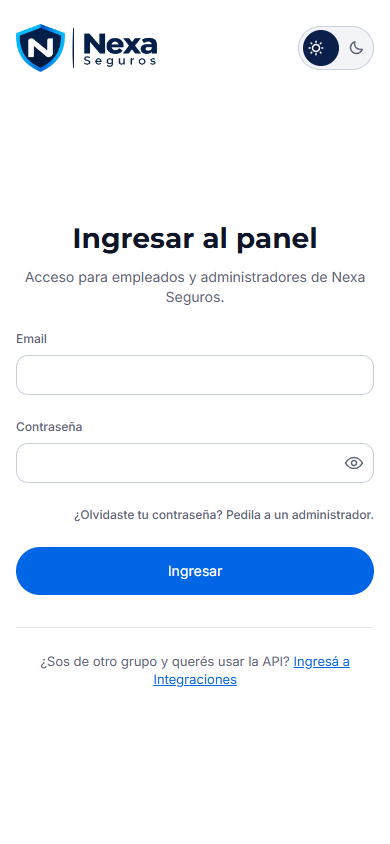 Nexa
Seguros
Ingresar al panel
Acceso para empleados y administradores de Nexa
Seguros.
Email
Contraseña
¿Olvidaste tu contraseña? Pedila a un administrador.
Ingresar
¿Sos de otro grupo y querés usar la API? Ingresá a
Integraciones